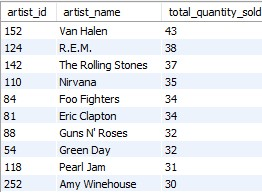 artist_id artist_name total_quantity_sold
152 Van Halen 43
124 R.E.M. 38
142 The Rolling Stones 37
110 Nirvana 35
84 Foo Fighters 34
81 Eric Clapton 34
88 Guns N' Roses 32
54 Green Day 32
118 Pearl Jam 31
252 Amy Winehouse 30